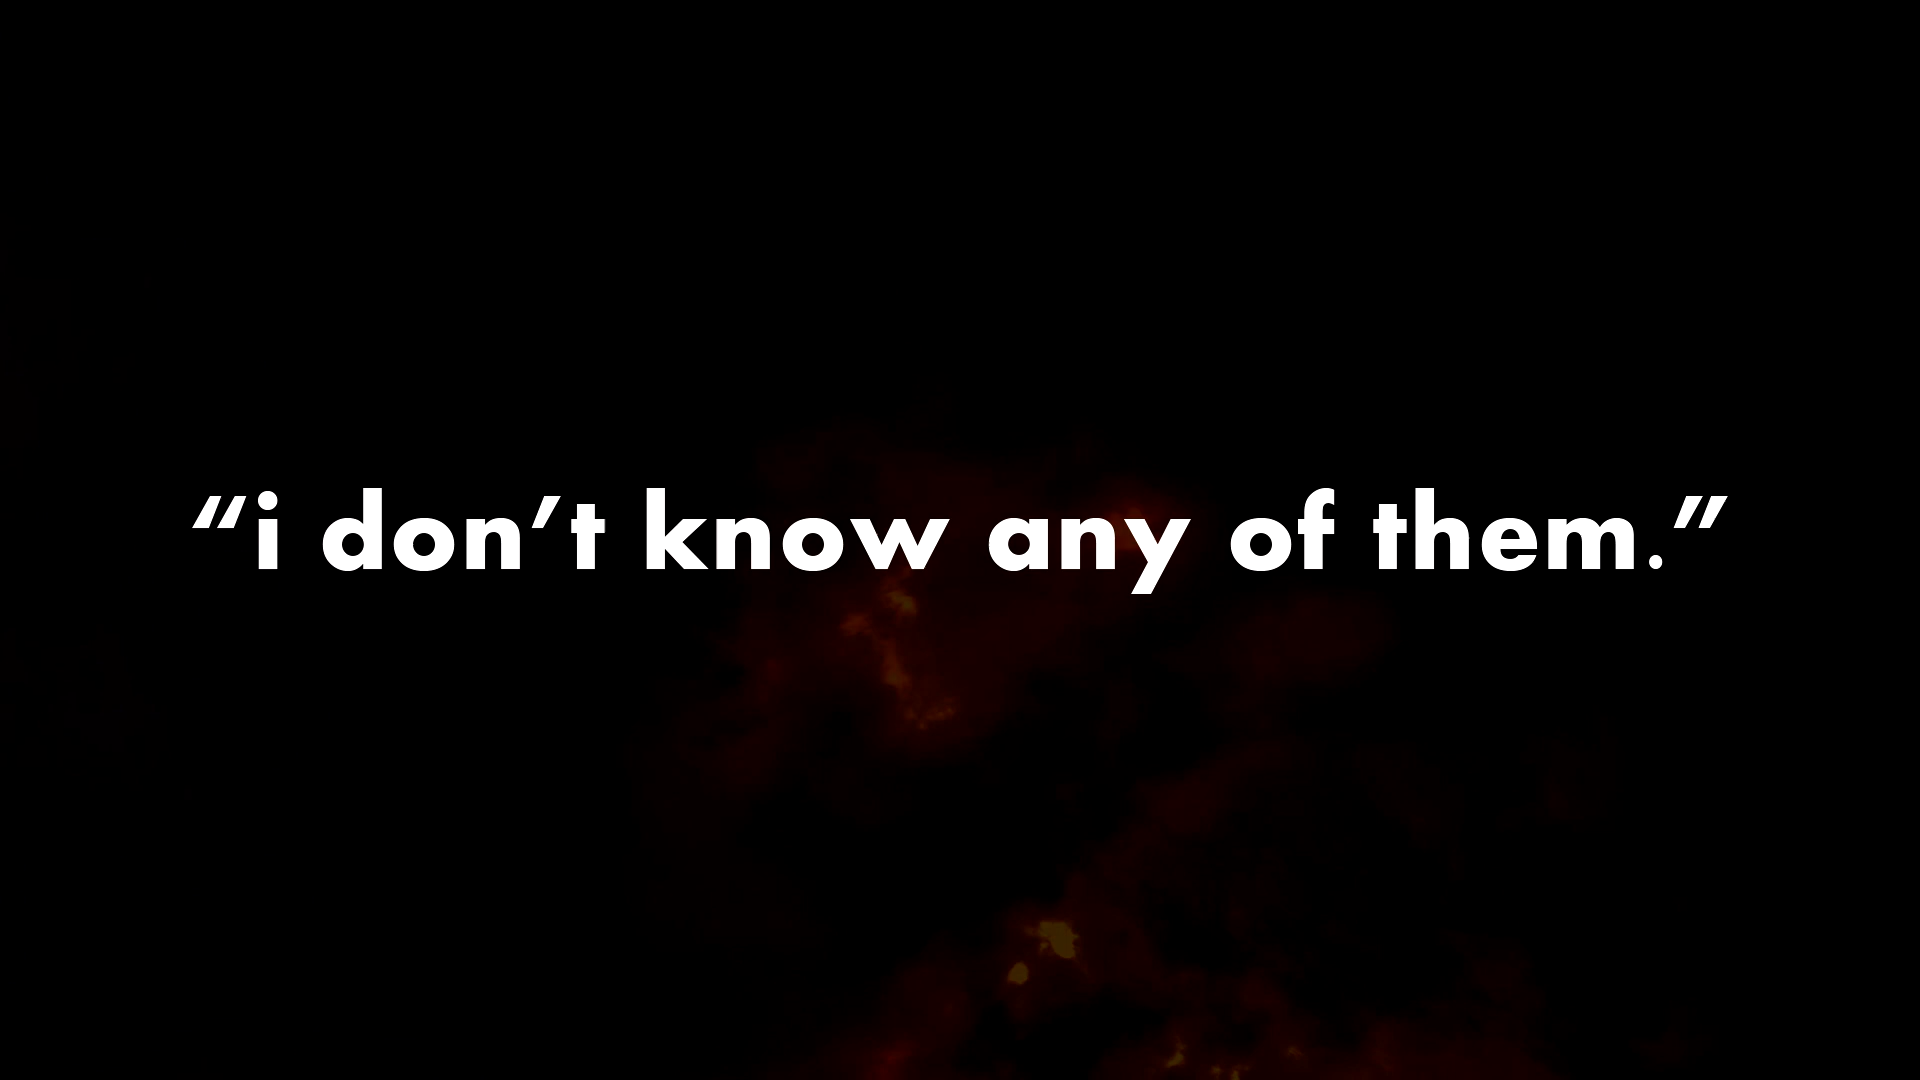 “i don’t know any of them.”